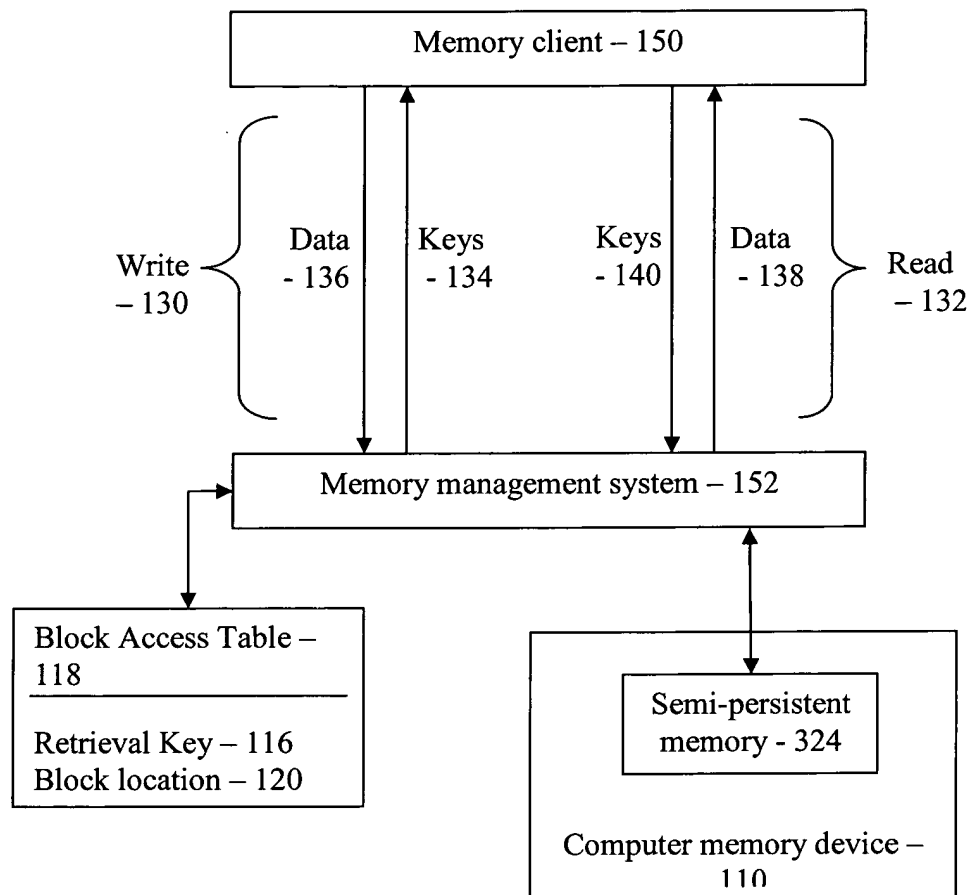 Memory client – 150
Write
– 130
Data
- 136
Keys
- 134
Keys
- 140
Data
- 138
Read
– 132
Memory management system – 152
Block Access Table –
118
Retrieval Key – 116
Block location – 120
Semi-persistent
memory - 324
Computer memory device –
110